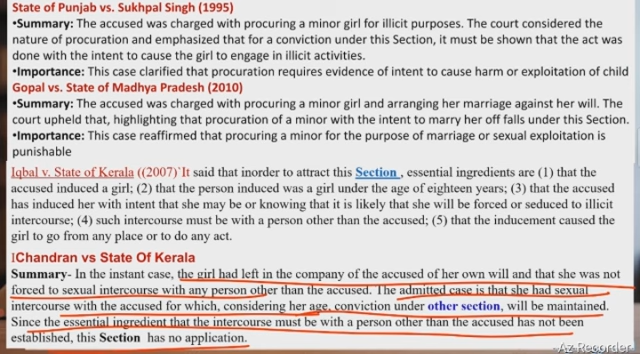 State of Punjab vs. Sukhpal Singh (1995)
•Summary: The accused was charged with procuring a minor girl for illicit purposes. The court considered the
nature of procuration and emphasized that for a conviction under this Section, it must be shown that the act was
done with the intent to cause the girl to engage in illicit activities.
•Importance: This case clarified that procuration requires evidence of intent to cause harm or exploitation of child
Gopal vs. State of Madhya Pradesh (2010)
•Summary: The accused was charged with procuring a minor girl and arranging her marriage against her will. The
court upheld that, highlighting that procuration of a minor with the intent to marry her off falls under this Section.
•Importance: This case reaffirmed that procuring a minor for the purpose of marriage or sexual exploitation is
punishable
Iqbal v. State of Kerala ((2007)`It said that inorder to attract this Section , essential ingredients are (1) that the
accused induced a girl; (2) that the person induced was a girl under the age of eighteen years; (3) that the accused
has induced her with intent that she may be or knowing that it is likely that she will be forced or seduced to illicit
intercourse; (4) such intercourse must be with a person other than the accused; (5) that the inducement caused the
girl to go from any place or to do any act.
Chandran vs State Of Kerala
Summary- In the instant case, the girl had left in the company of the accused of her own will and that she was not
forced to sexual intercourse with any person other than the accused. The admitted case is that she had sexual
intercourse with the accused for which, considering her age, conviction under other section, will be maintained.
Since the essential ingredient that the intercourse must be with a person other than the accused has not been
established, this Section has no application.
Az Recorder